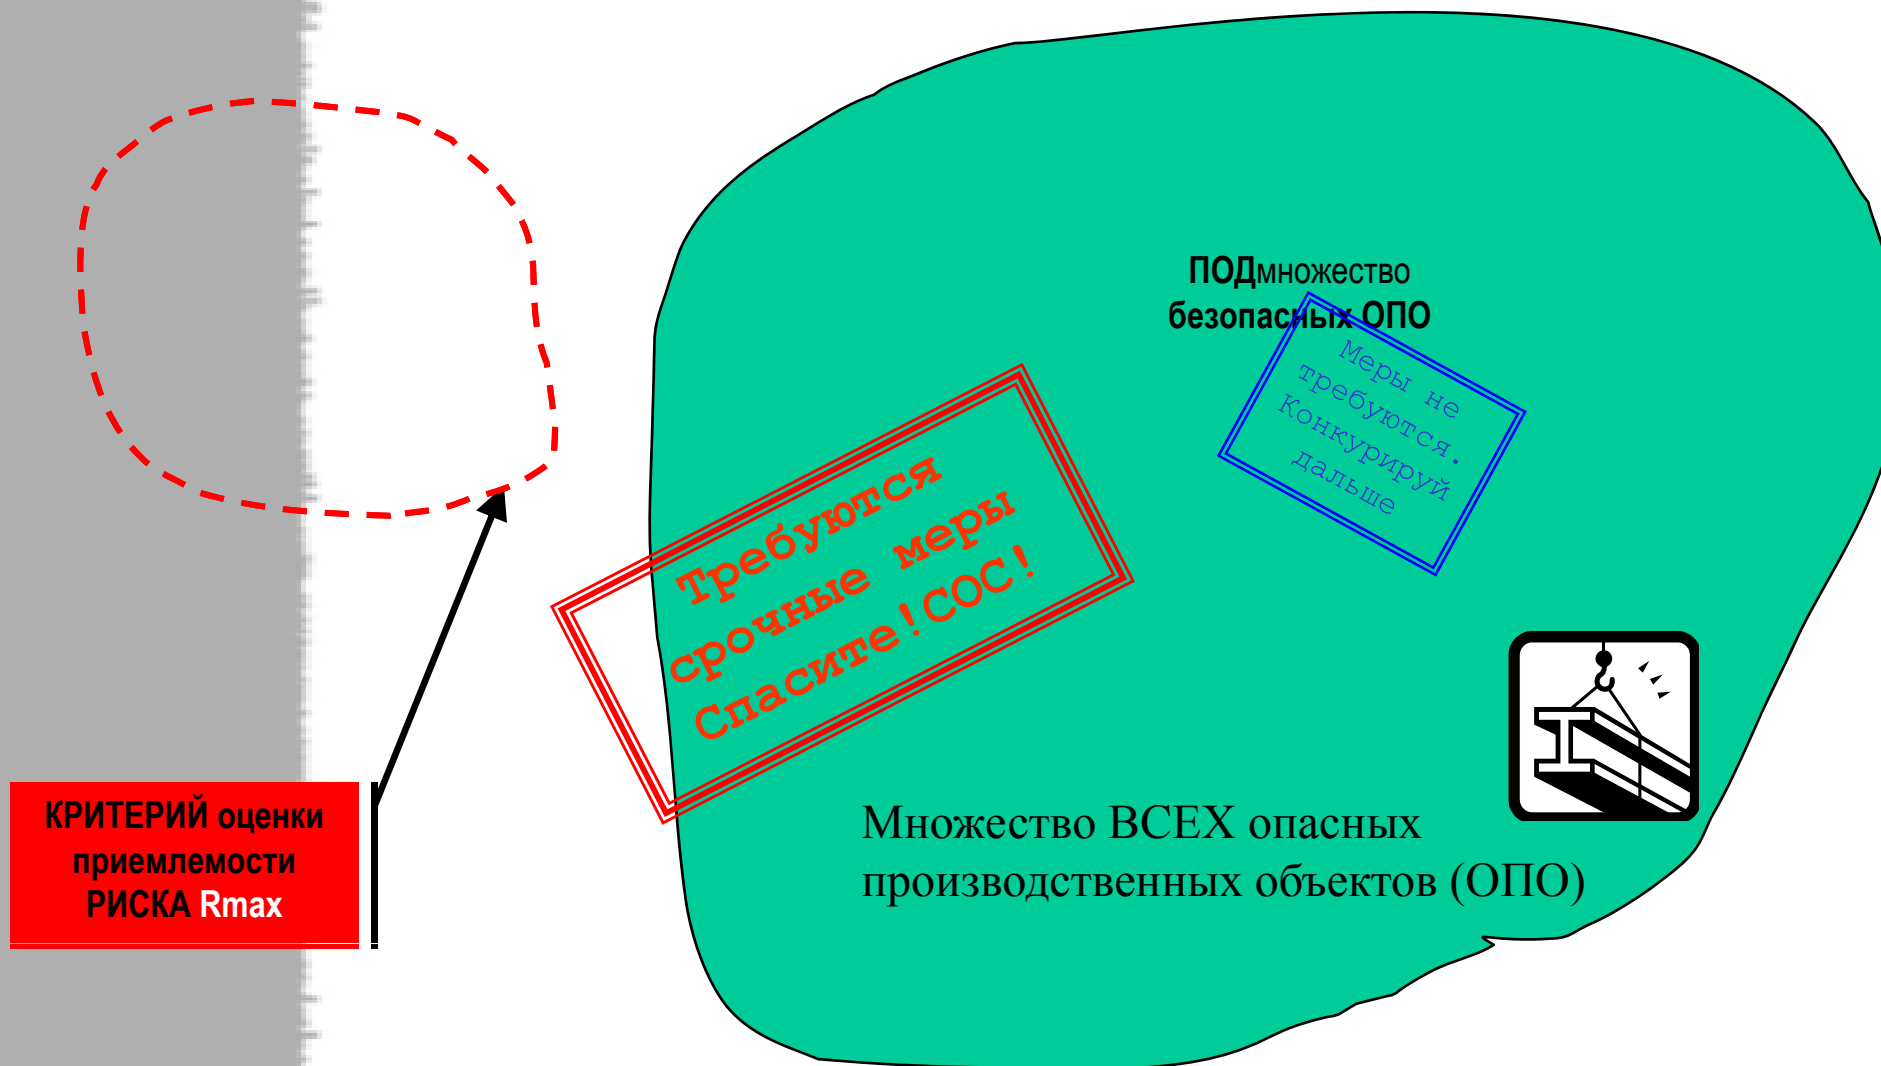 ПОДмножество
безопасных ОПО
Меры не
требуются.
Конкурируй
дальше
Требуются
срочные меры
Спасите!СОС!
КРИТЕРИЙ оценки
приемлемости
РИСКА Rmax
Множество ВСЕХ опасных
производственных объектов (ОПО)